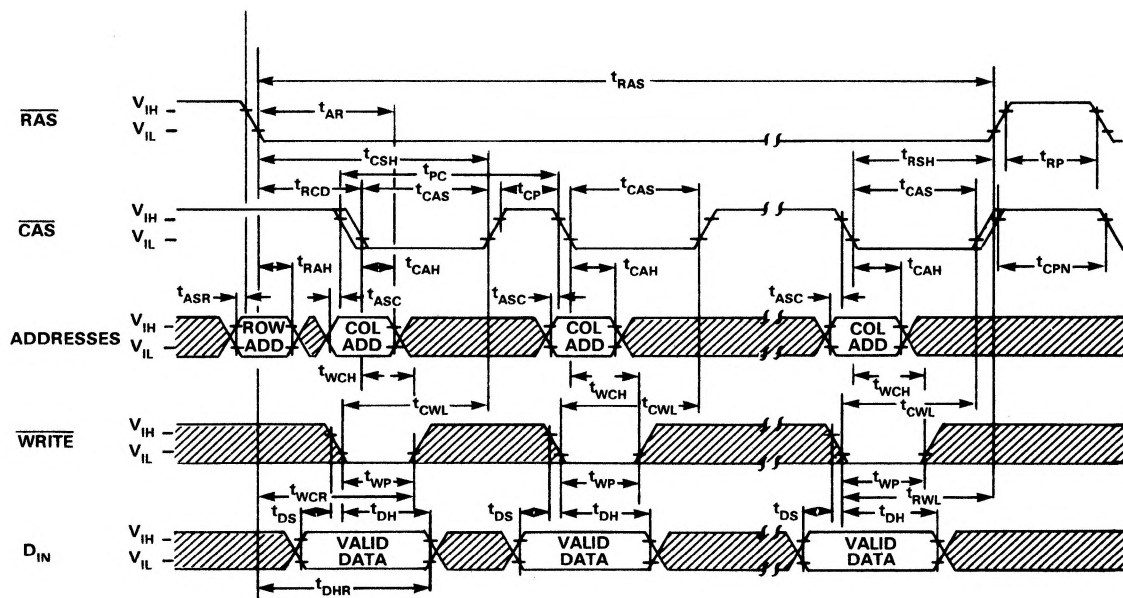 tRAS
tAR
RAS
VIH
VIL
tCSH
tPC
tRSH
tRP
tRCD
tCAS
tCP
tCAS
tCAS
CAS
VIH
VIL
tRAH
tCAH
tCAH
tCAH
tCPN
tASR
tASC
tASC
tASC
ADDRESSES
VIH
VIL
ROW ADD
COL ADD
COL ADD
COL ADD
tWCH
tWCH
tWCH
tCWL
tCWL
tCWL
WRITE
VIH
VIL
tWP
tWP
tWP
tWCR
tRWL
tDS
tDH
tDS
tDH
tDS
tDH
DIN
VIH
VIL
VALID DATA
VALID DATA
VALID DATA
tDHR